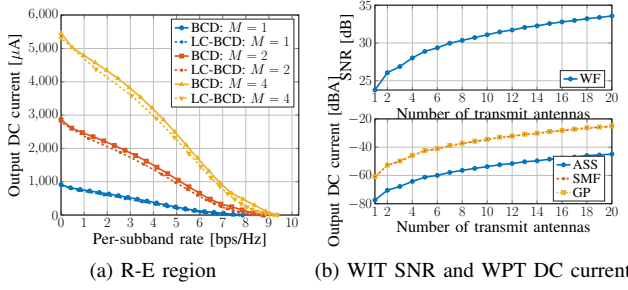 6,000
5,000
4,000
3,000
2,000
1,000
0
Output DC current [μA]
BCD: M = 1
LC-BCD: M = 1
BCD: M = 2
LC-BCD: M = 2
BCD: M = 4
LC-BCD: M = 4
0 1 2 3 4 5 6 7 8 9 10
Per-subband rate [bps/Hz]
(a) R-E region
35
30
25
SNR [dB]
WF
1 2 4 6 8 10 12 14 16 18 20
Number of transmit antennas
−20
−40
−60
−80
Output DC current [dBA]
ASS
SMF
GP
1 2 4 6 8 10 12 14 16 18 20
Number of transmit antennas
(b) WIT SNR and WPT DC current